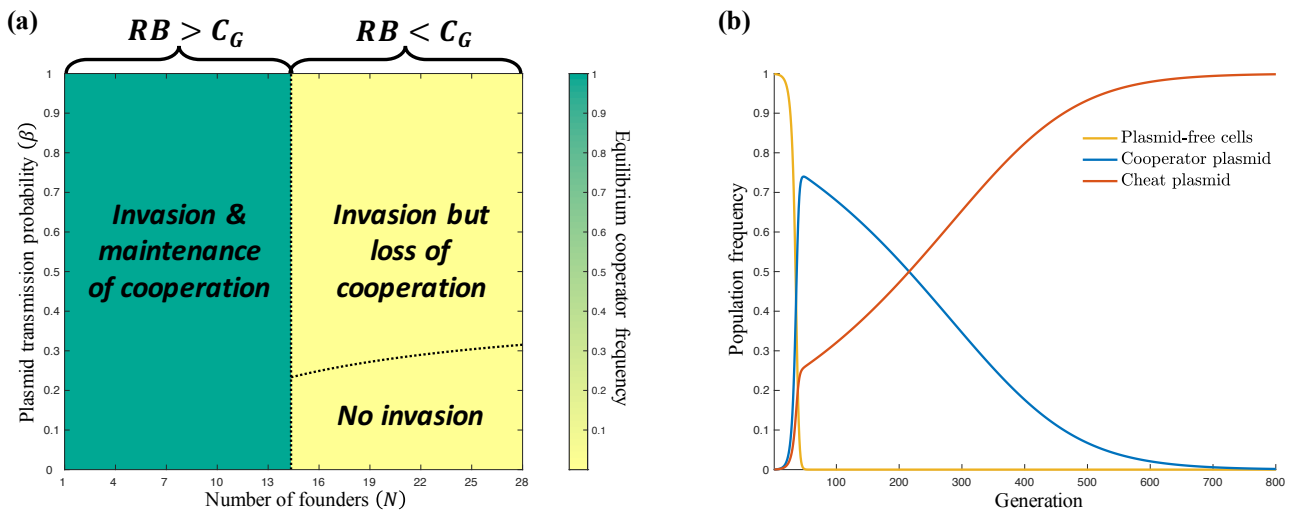 (a)
RB > C_G
RB < C_G
Plasmid transmission probability (β)
1
0.9
0.8
0.7
0.6
0.5
0.4
0.3
0.2
0.1
0
Invasion &
maintenance
of cooperation
Invasion but
loss of
cooperation
No invasion
1 4 7 10 13 16 19 22 25 28
Number of founders (N)
1
0.9
0.8
0.7
0.6
0.5
0.4
0.3
0.2
0.1
Equilibrium cooperator frequency
(b)
Population frequency
1
0.9
0.8
0.7
0.6
0.5
0.4
0.3
0.2
0.1
0
Plasmid-free cells
Cooperator plasmid
Cheat plasmid
100 200 300 400 500 600 700 800
Generation